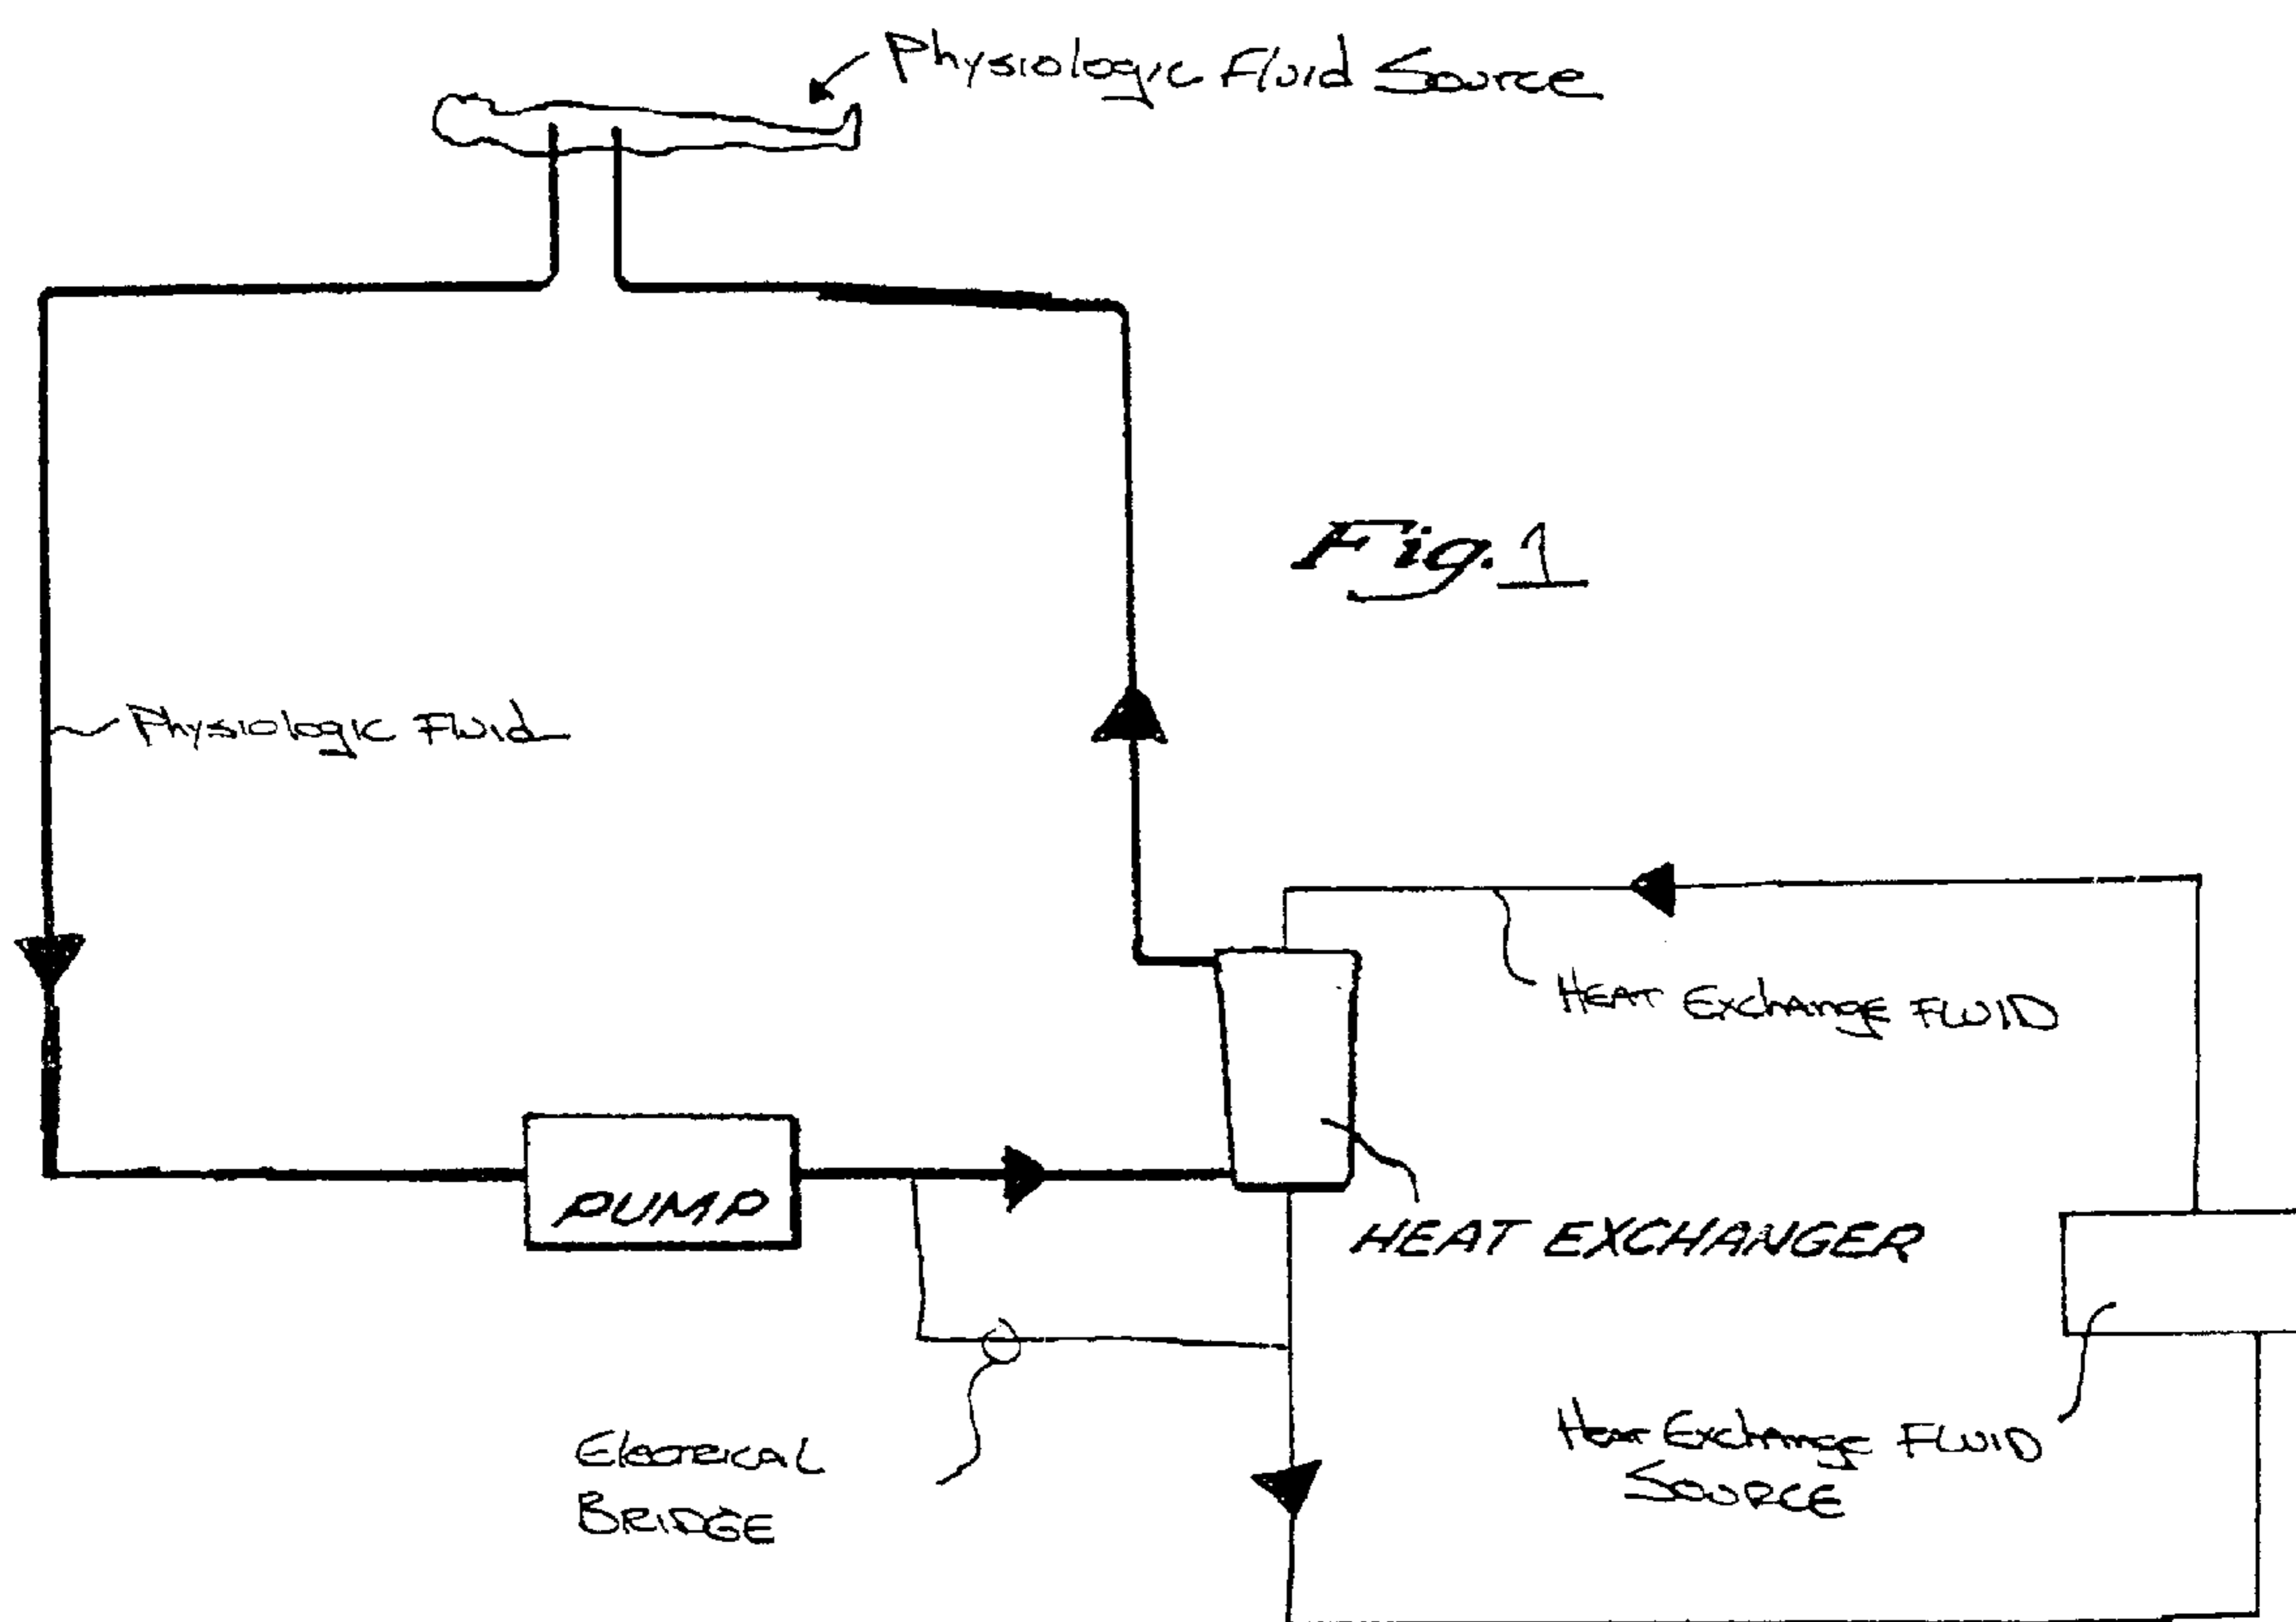 Physiologic Fluid Source
Fig. 1
Physiologic Fluid
HEAT Exchange FLUID
PUMP
HEAT EXCHANGER
Electrical
BRIDGE
Heat Exchange FLUID
SOURCE